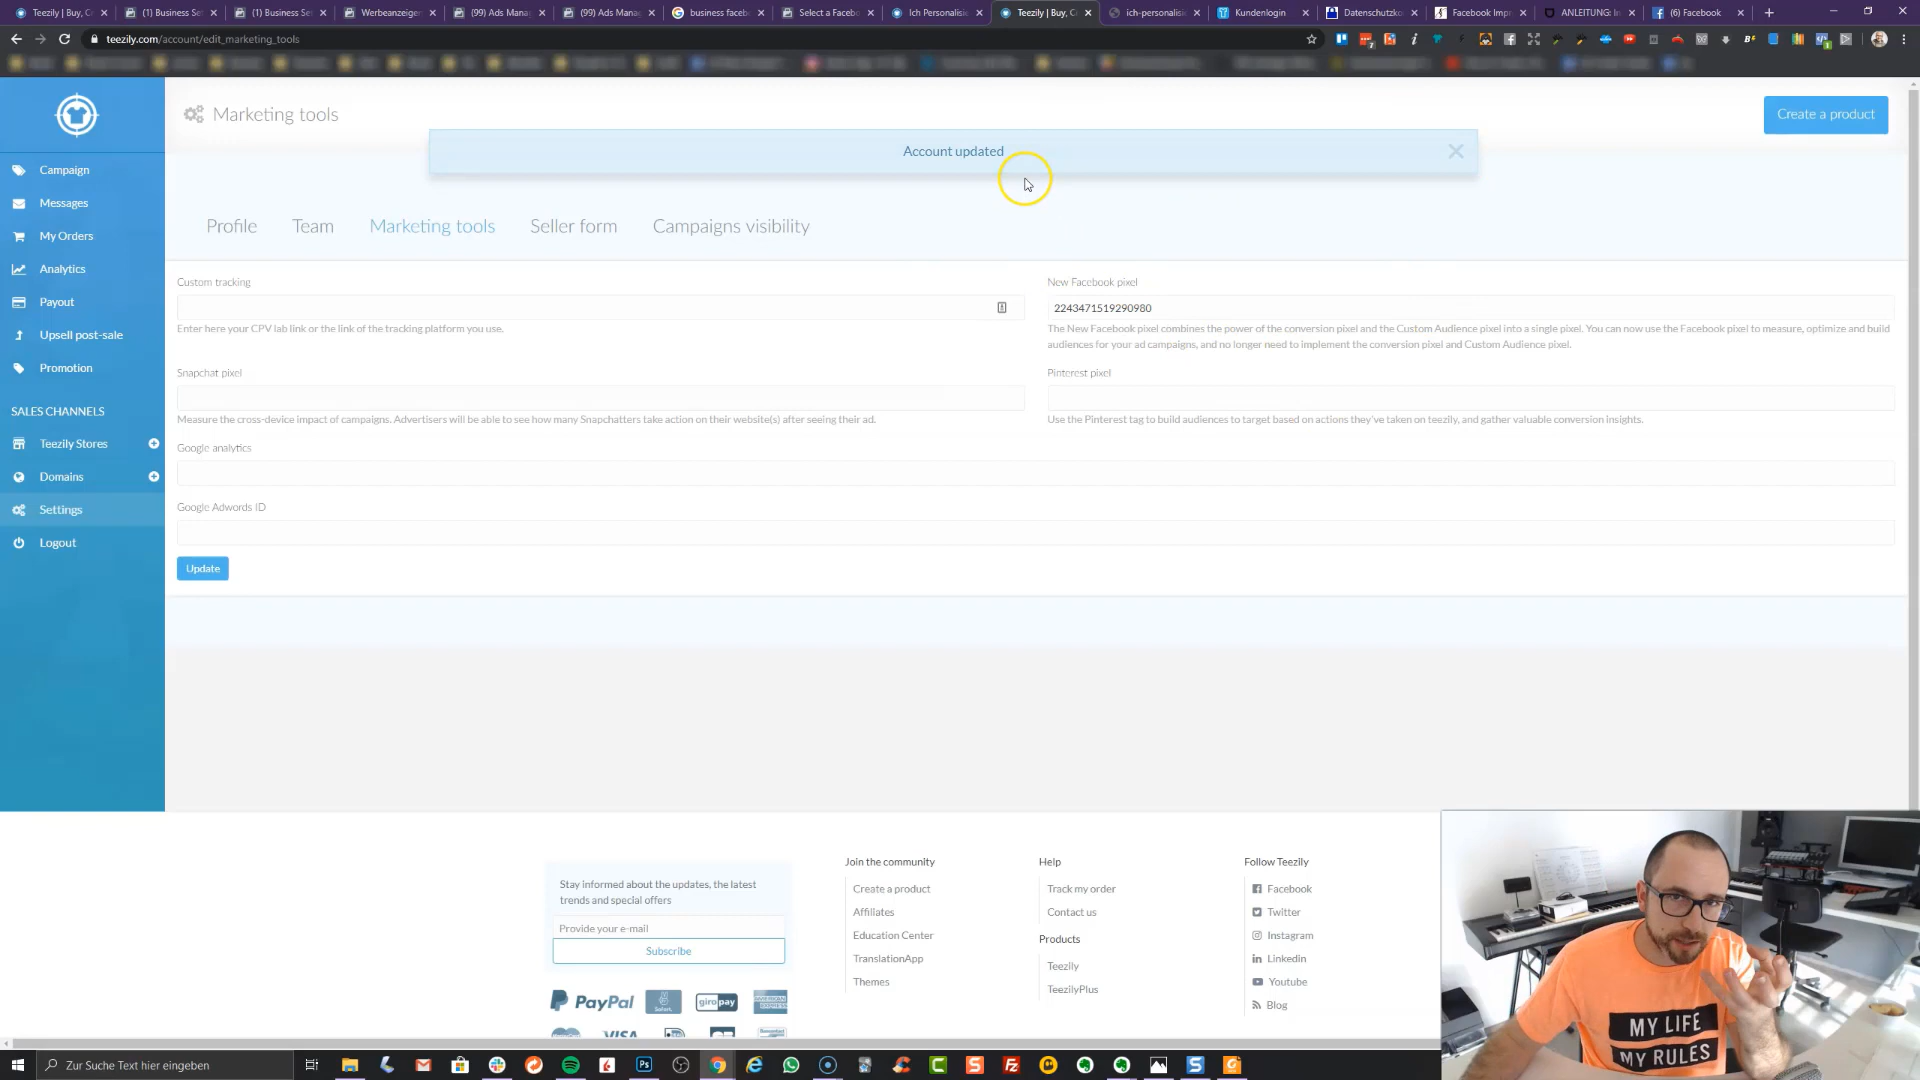 Teezily | Buy, C
(1) Business Se
(1) Business Se
Werbeanzeigen
(99) Ads Mana
(99) Ads Mana
business faceb
Select a Facebo
Ich Personalisie
Teezily | Buy, C
ich-personalisi
Kundenlogin
Datenschutzko
Facebook Imp
ANLEITUNG: In
(6) Facebook
teezily.com/account/edit_marketing_tools
Marketing tools
Create a product
Account updated
Campaign
Messages
My Orders
Analytics
Payout
Upsell post-sale
Promotion
SALES CHANNELS
Teezily Stores
Domains
Settings
Logout
Profile
Team
Marketing tools
Seller form
Campaigns visibility
Custom tracking
Enter here your CPV lab link or the link of the tracking platform you use.
New Facebook pixel
2243471519290980
The New Facebook pixel combines the power of the conversion pixel and the Custom Audience pixel into a single pixel. You can now use the Facebook pixel to measure, optimize and build
audiences for your ad campaigns, and no longer need to implement the conversion pixel and Custom Audience pixel.
Snapchat pixel
Measure the cross-device impact of campaigns. Advertisers will be able to see how many Snapchatters take action on their website(s) after seeing their ad.
Pinterest pixel
Use the Pinterest tag to build audiences to target based on actions they've taken on teezily, and gather valuable conversion insights.
Google analytics
Google Adwords ID
Update
Stay informed about the updates, the latest
trends and special offers
Provide your e-mail
Subscribe
PayPal
giropay
VISA
Join the community
Create a product
Affiliates
Education Center
TranslationApp
Themes
Help
Track my order
Contact us
Products
Teezily
TeezilyPlus
Follow Teezily
Facebook
Twitter
Instagram
Linkedin
Youtube
Blog
MY LIFE
MY RULES
Zur Suche Text hier eingeben